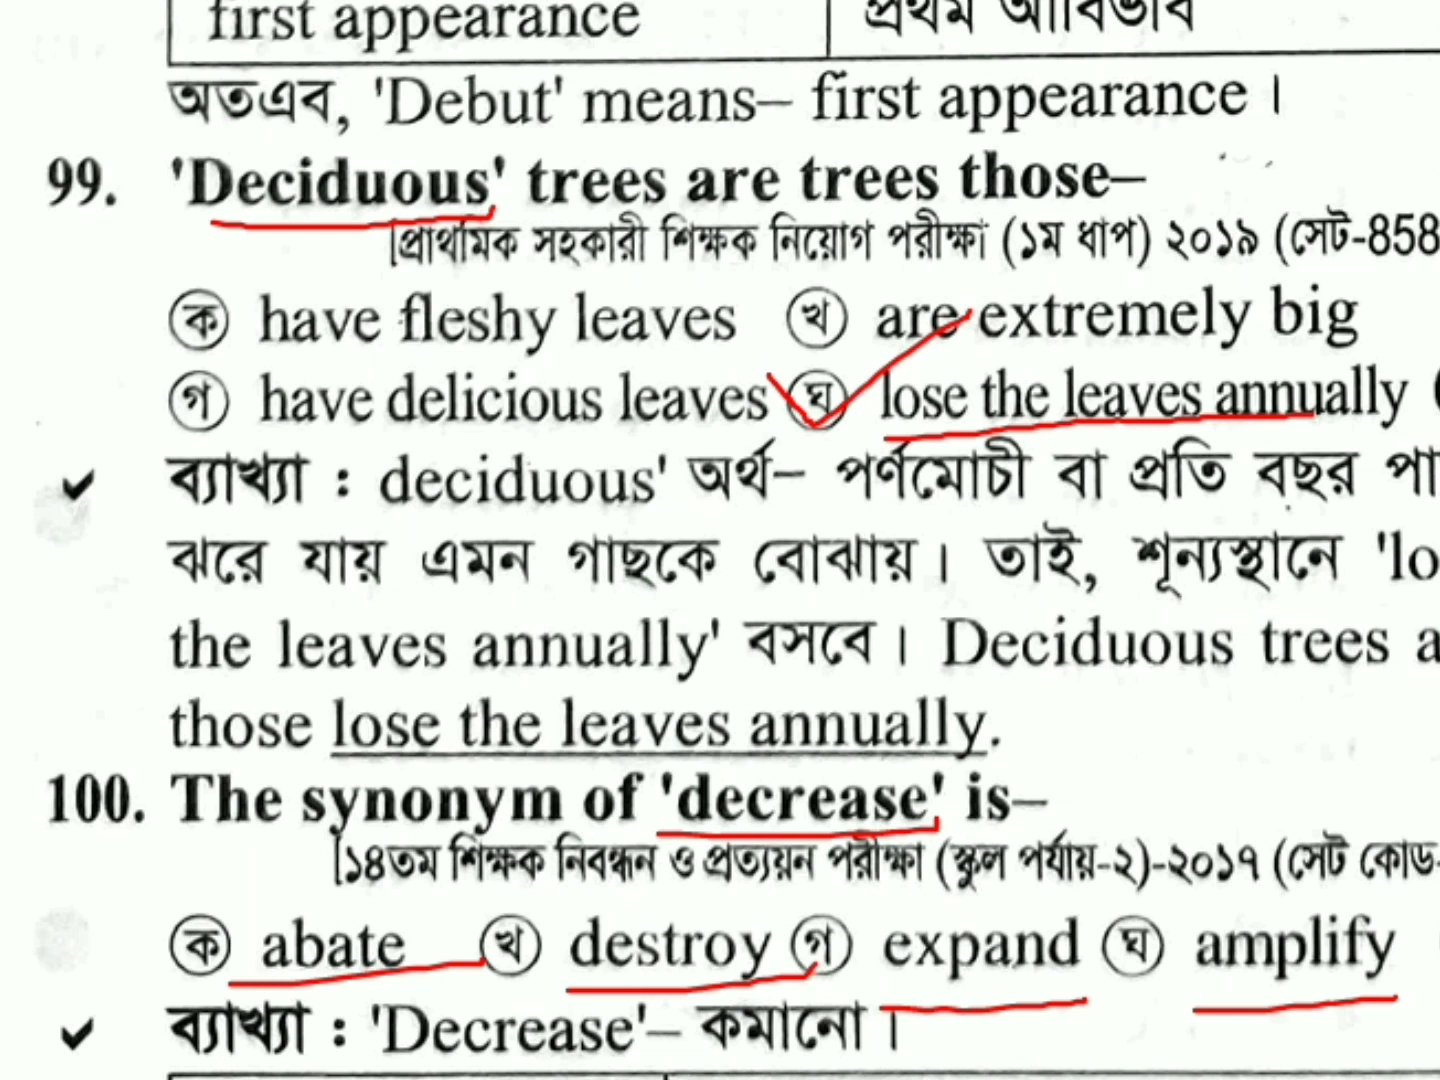 first appearance প্রথম আবির্ভাব
অতএব, 'Debut' means– first appearance ।
99. 'Deciduous' trees are trees those–
[প্রাথমিক সহকারী শিক্ষক নিয়োগ পরীক্ষা (১ম ধাপ) ২০১৯ (সেট-858
ক have fleshy leaves খ are extremely big
গ have delicious leaves ঘ lose the leaves annually
ব্যাখ্যা : deciduous' অর্থ– পর্ণমোচী বা প্রতি বছর পা
ঝরে যায় এমন গাছকে বোঝায়। তাই, শূন্যস্থানে 'lo
the leaves annually' বসবে। Deciduous trees a
those lose the leaves annually.
100. The synonym of 'decrease' is–
[১৪তম শিক্ষক নিবন্ধন ও প্রত্যয়ন পরীক্ষা (স্কুল পর্যায়-২)-২০১৭ (সেট কোড-
ক abate খ destroy গ expand ঘ amplify
ব্যাখ্যা : 'Decrease'– কমানো।